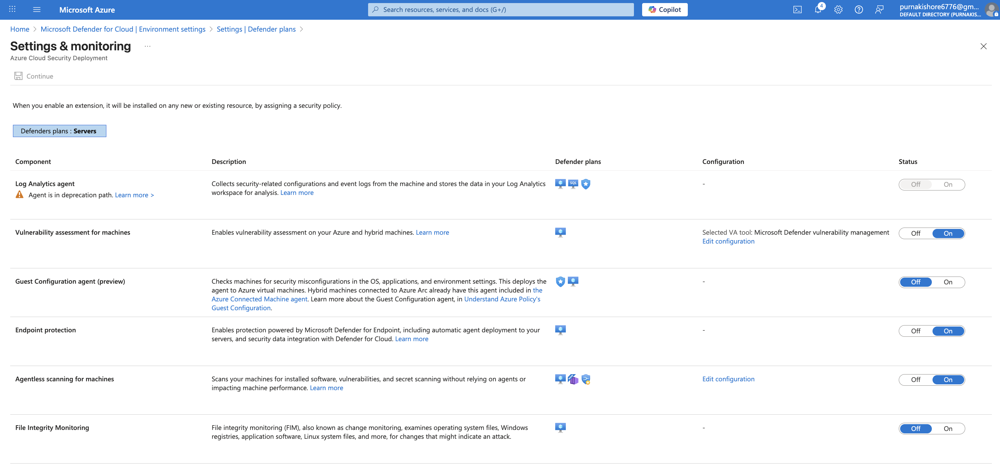 Microsoft Azure
Search resources, services, and docs (G+/)
Copilot
4
purnakishore6776@gm...
DEFAULT DIRECTORY (PURNAKIS...
Home > Microsoft Defender for Cloud | Environment settings > Settings | Defender plans >
Settings & monitoring ...
Azure Cloud Security Deployment
Continue
When you enable an extension, it will be installed on any new or existing resource, by assigning a security policy.
Defenders plans : Servers
Component Description Defender plans Configuration Status
Log Analytics agent
Agent is in deprecation path. Learn more >
Collects security-related configurations and event logs from the machine and stores the data in your Log Analytics
workspace for analysis. Learn more
SQL
-
Off On
Vulnerability assessment for machines
Enables vulnerability assessment on your Azure and hybrid machines. Learn more
Selected VA tool: Microsoft Defender vulnerability management
Edit configuration
Off On
Guest Configuration agent (preview)
Checks machines for security misconfigurations in the OS, applications, and environment settings. This deploys the
agent to Azure virtual machines. Hybrid machines connected to Azure Arc already have this agent included in the
Azure Connected Machine agent. Learn more about the Guest Configuration agent, in Understand Azure Policy's
Guest Configuration.
-
Off On
Endpoint protection
Enables protection powered by Microsoft Defender for Endpoint, including automatic agent deployment to your
servers, and security data integration with Defender for Cloud. Learn more
-
Off On
Agentless scanning for machines
Scans your machines for installed software, vulnerabilities, and secret scanning without relying on agents or
impacting machine performance. Learn more
NEW
Edit configuration
Off On
File Integrity Monitoring
File integrity monitoring (FIM), also known as change monitoring, examines operating system files, Windows
registries, application software, Linux system files, and more, for changes that might indicate an attack.
-
Off On